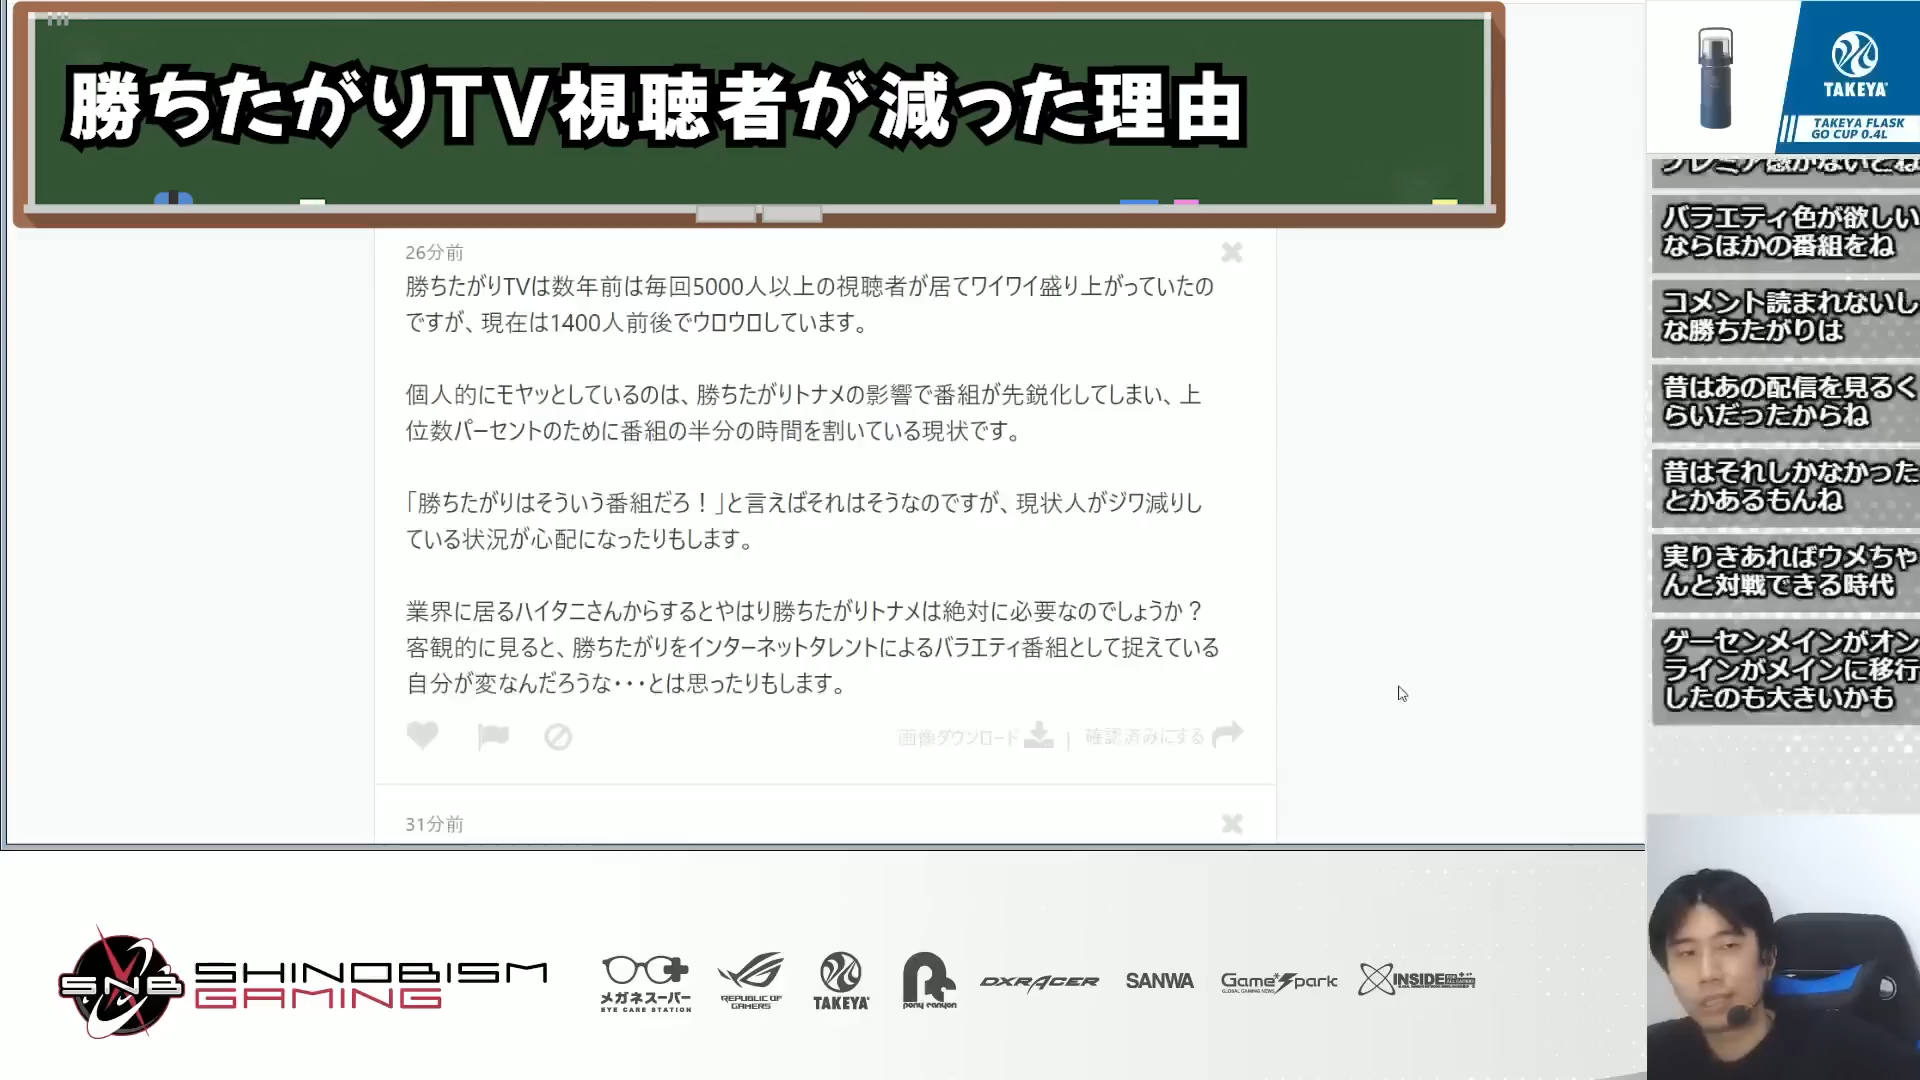 勝ちたがりTV視聴者が減った理由
26分前
勝ちたがりTVは数年前は毎回5000人以上の視聴者が居てワイワイ盛り上がっていたの
ですが、現在は1400人前後でウロウロしています。
個人的にモヤッとしているのは、勝ちたがりトナメの影響で番組が先鋭化してしまい、上
位数パーセントのために番組の半分の時間を割いている現状です。
「勝ちたがりはそういう番組だろ！」と言えばそれはそうなのですが、現状人がジワ減りし
ている状況が心配になったりもします。
業界に居るハイタニさんからするとやはり勝ちたがりトナメは絶対に必要なのでしょうか？
客観的に見ると、勝ちたがりをインターネットタレントによるバラエティ番組として捉えている
自分が変なんだろうな・・・とは思ったりもします。
画像ダウンロード | 確認済みにする
31分前
TAKEYA
TAKEYA FLASK
GO CUP 0.4L
プレミア感がないとね
バラエティ色が欲しい
ならほかの番組をね
コメント読まれないし
な勝ちたがりは
昔はあの配信を見るく
らいだったからね
昔はそれしかなかった
とかあるもんね
実りきあればウメちゃ
んと対戦できる時代
ゲーセンメインがオン
ラインがメインに移行
したのも大きいかも
SNB
SHINOBISM
GAMING
メガネスーパー
EYE CARE STATION
REPUBLIC OF
GAMERS
TAKEYA
pony canyon
DXRACER
SANWA
Game*Spark
GLOBAL GAMING NEWS
INSIDE